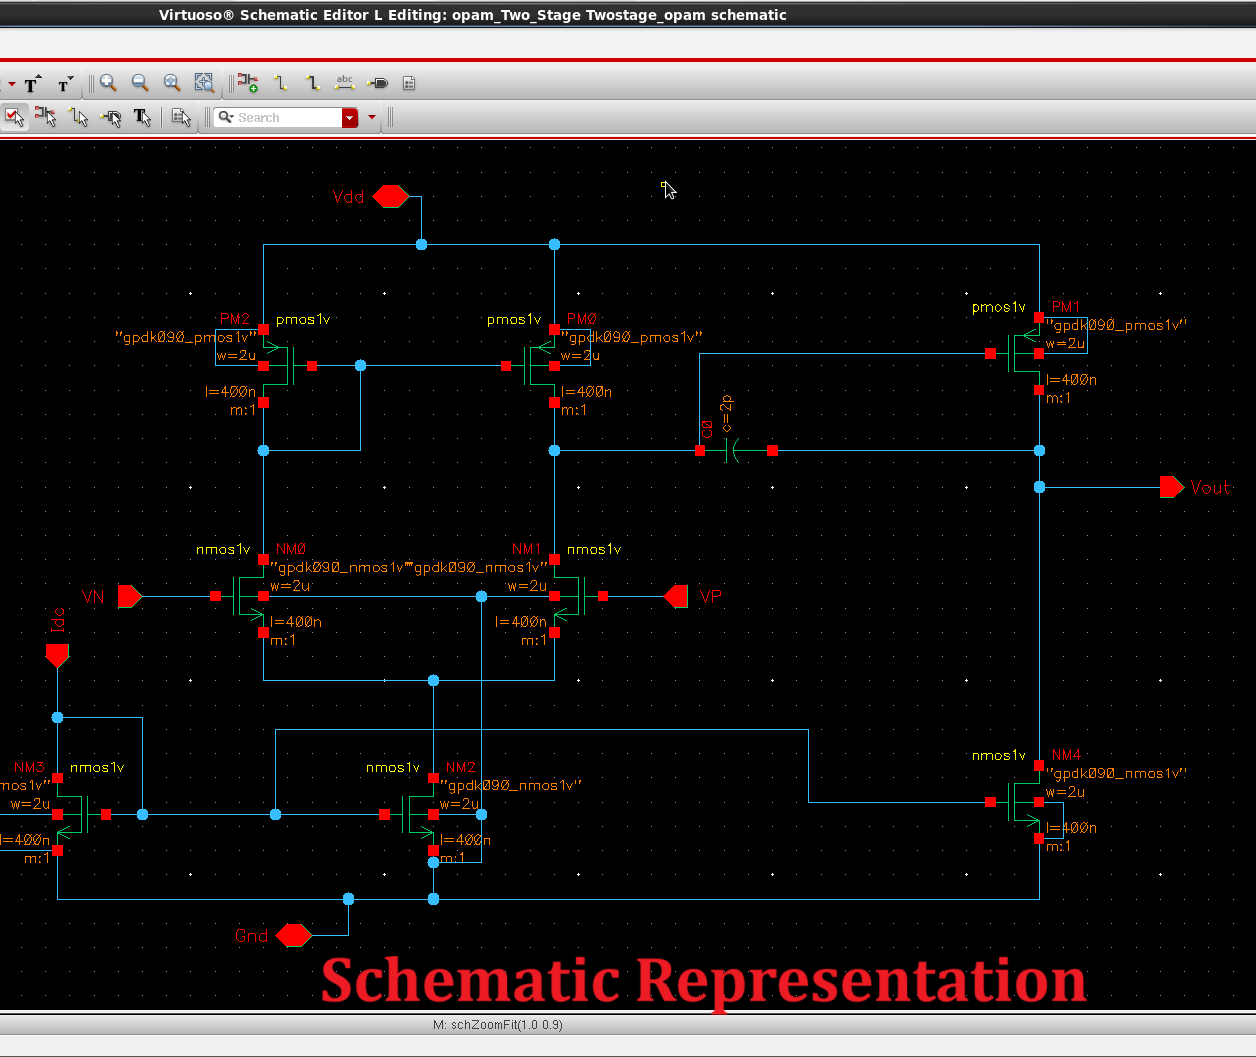 Virtuoso® Schematic Editor L Editing: opam_Two_Stage Twostage_opam schematic
T T
abc
T
Search
Vdd
PM2 pmos1v
"gpdk090_pmos1v"
w=2u
l=400n
m:1
pmos1v PM0
"gpdk090_pmos1v"
w=2u
l=400n
m:1
pmos1v PM1
"gpdk090_pmos1v"
w=2u
l=400n
m:1
C0
c=2p
Vout
nmos1v NM0
"gpdk090_nmos1v"
w=2u
l=400n
m:1
NM1 nmos1v
"gpdk090_nmos1v"
w=2u
l=400n
m:1
VN
VP
Idc
NM3 nmos1v
mos1v"
w=2u
l=400n
m:1
nmos1v NM2
"gpdk090_nmos1v"
w=2u
l=400n
m:1
nmos1v NM4
"gpdk090_nmos1v"
w=2u
l=400n
m:1
Gnd
Schematic Representation
M: schZoomFit(1.0 0.9)